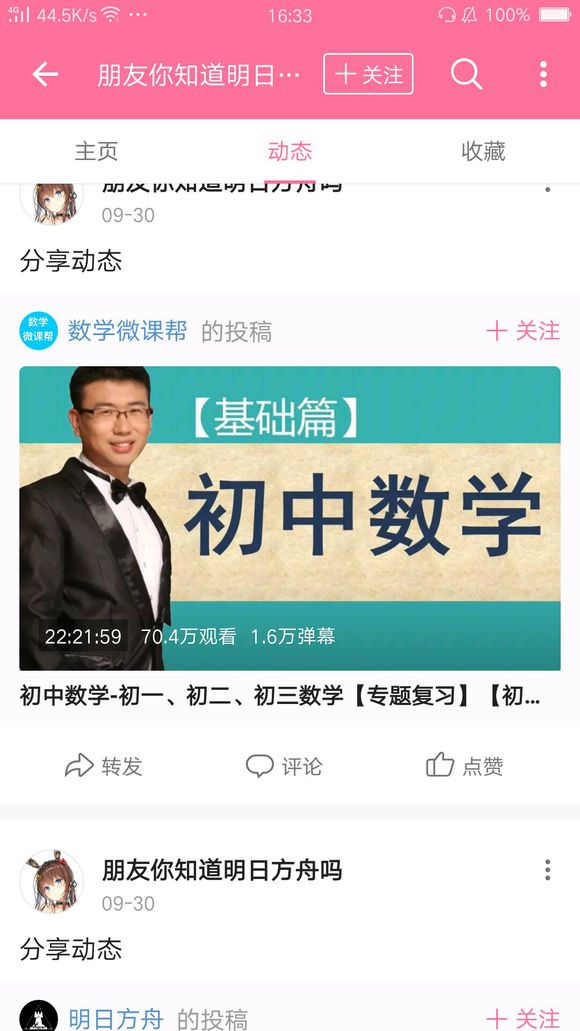 4G 44.5K/s 16:33 100%
朋友你知道明日… 关注
主页 动态 收藏
朋友你知道明日方舟吗
09-30
分享动态
数学
微课帮
数学微课帮 的投稿 关注
【基础篇】
初中数学
22:21:59 70.4万观看 1.6万弹幕
初中数学-初一、初二、初三数学【专题复习】【初...
转发 评论 点赞
朋友你知道明日方舟吗
09-30
分享动态
明日方舟 的投稿 关注